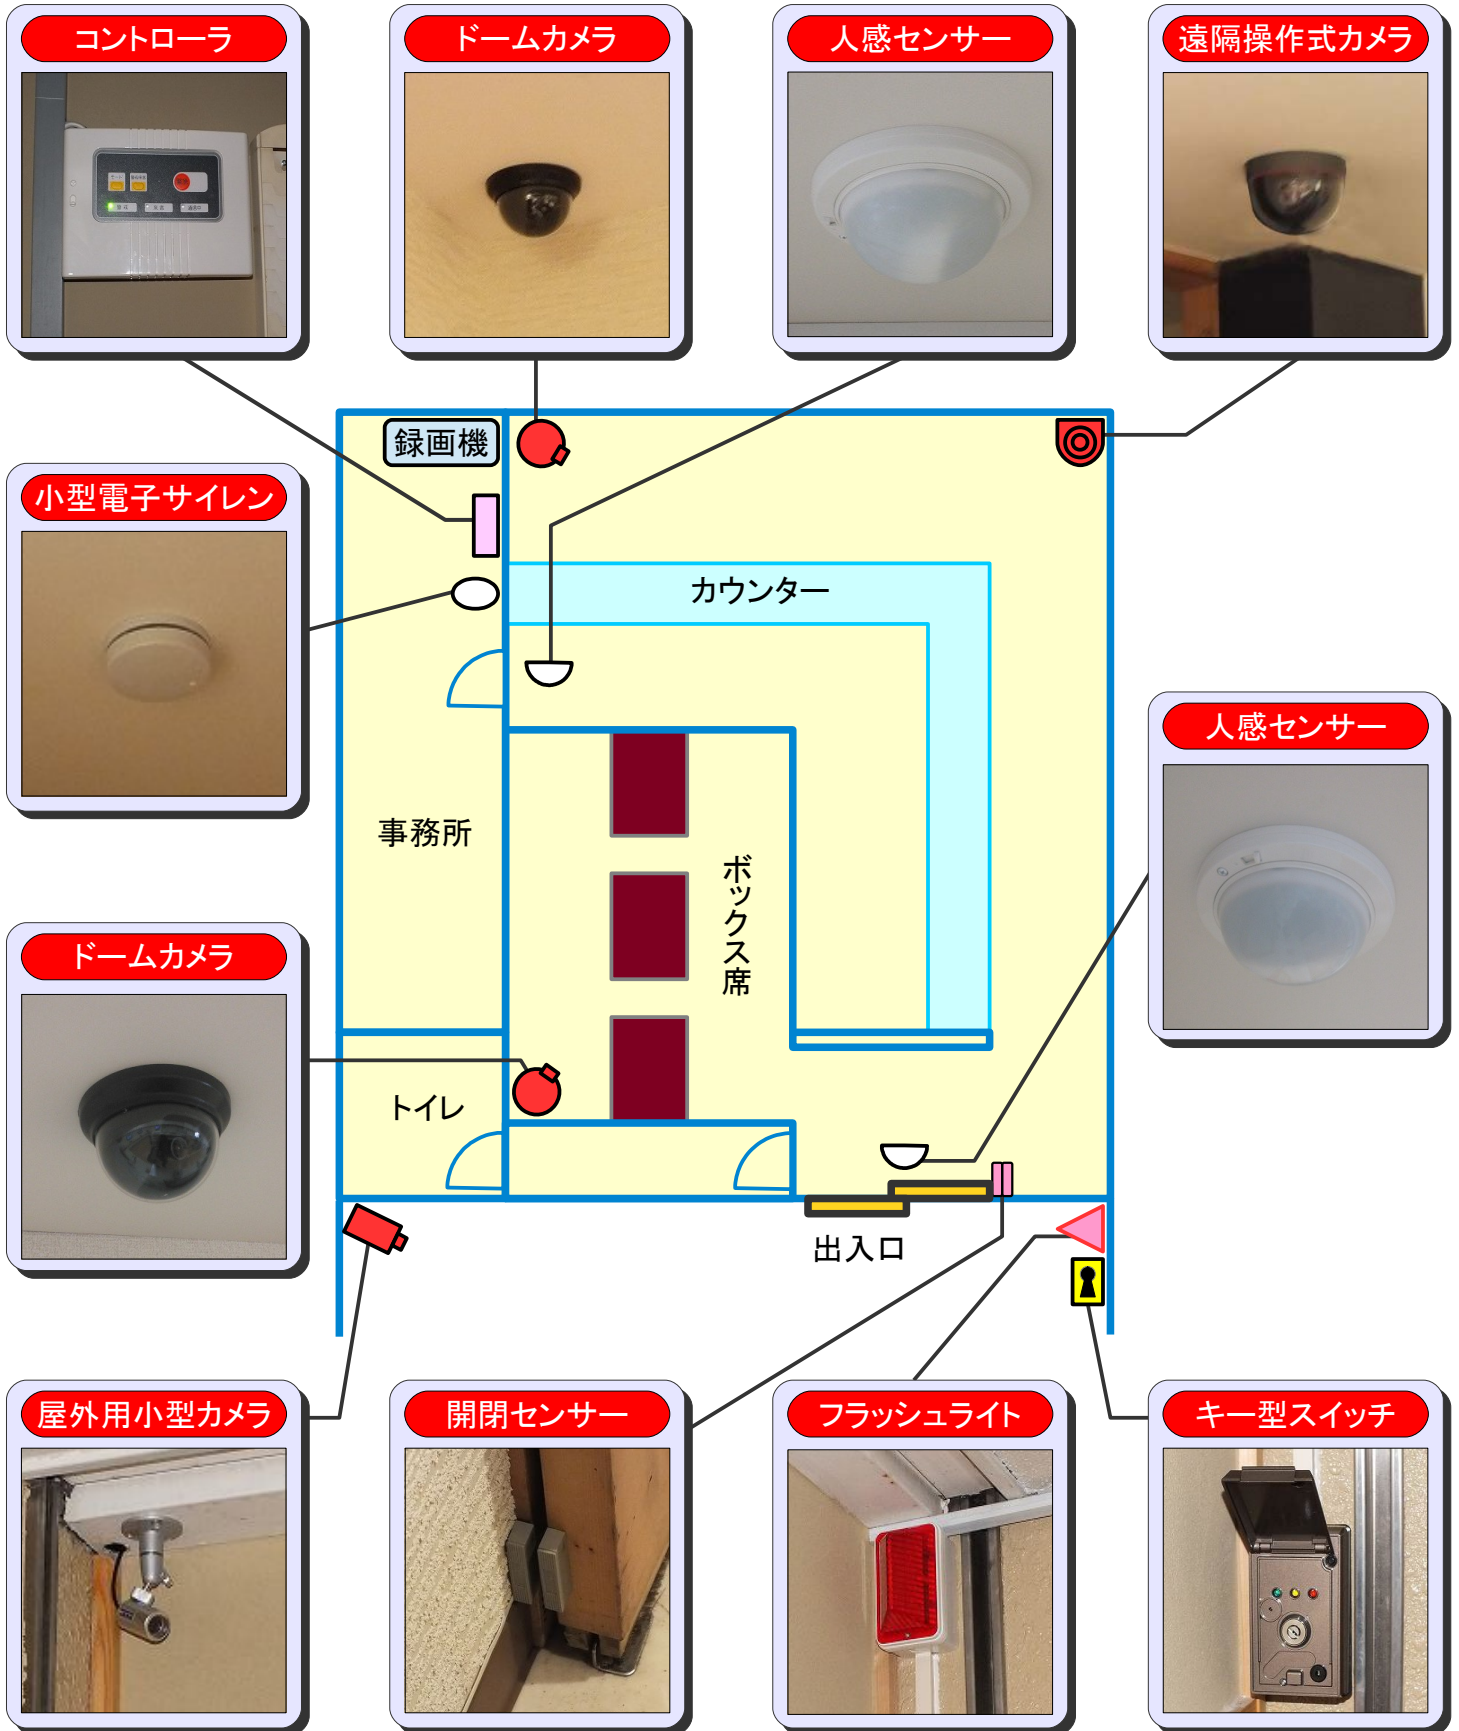 コントローラ
ドームカメラ
人感センサー
遠隔操作式カメラ
録画機
小型電子サイレン
カウンター
人感センサー
事務所
ボックス席
ドームカメラ
トイレ
出入口
屋外用小型カメラ
開閉センサー
フラッシュライト
キー型スイッチ